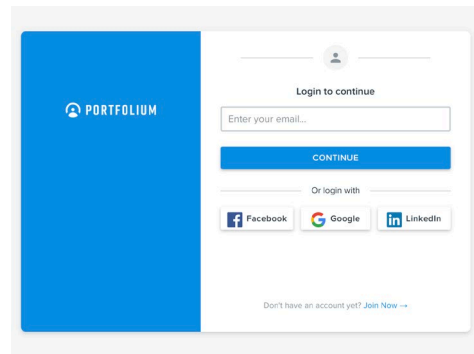 PORTFOLIUM
Login to continue
Enter your email...
CONTINUE
Or login with
Facebook
Google
LinkedIn
Don't have an account yet? Join Now →